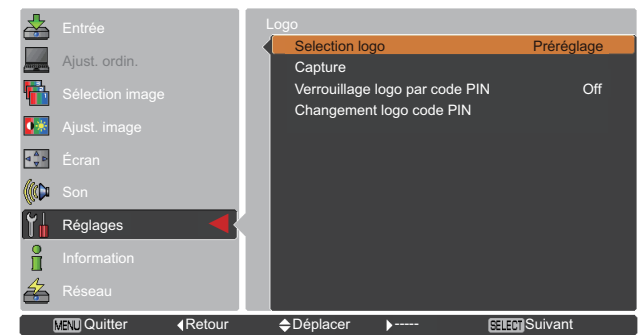 Entrée
Ajust. ordin.
Sélection image
Ajust. image
Écran
Son
Réglages
Information
Réseau
Logo
Selection logo Préréglage
Capture
Verrouillage logo par code PIN Off
Changement logo code PIN
MENU Quitter Retour Déplacer ----- SELECT Suivant